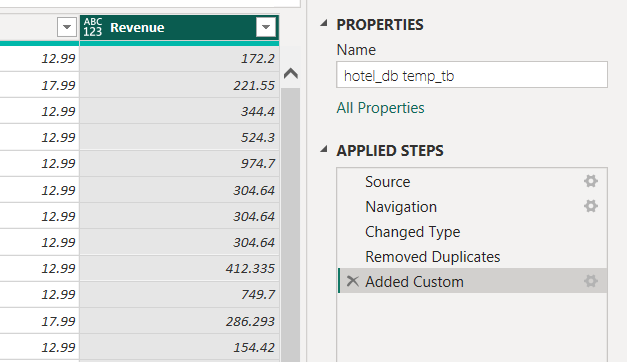 ABC
123 Revenue
12.99 172.2
17.99 221.55
12.99 344.4
12.99 524.3
12.99 974.7
12.99 304.64
12.99 304.64
12.99 304.64
12.99 412.335
12.99 749.7
17.99 286.293
12.99 154.42
PROPERTIES
Name
hotel_db temp_tb
All Properties
APPLIED STEPS
Source
Navigation
Changed Type
Removed Duplicates
Added Custom